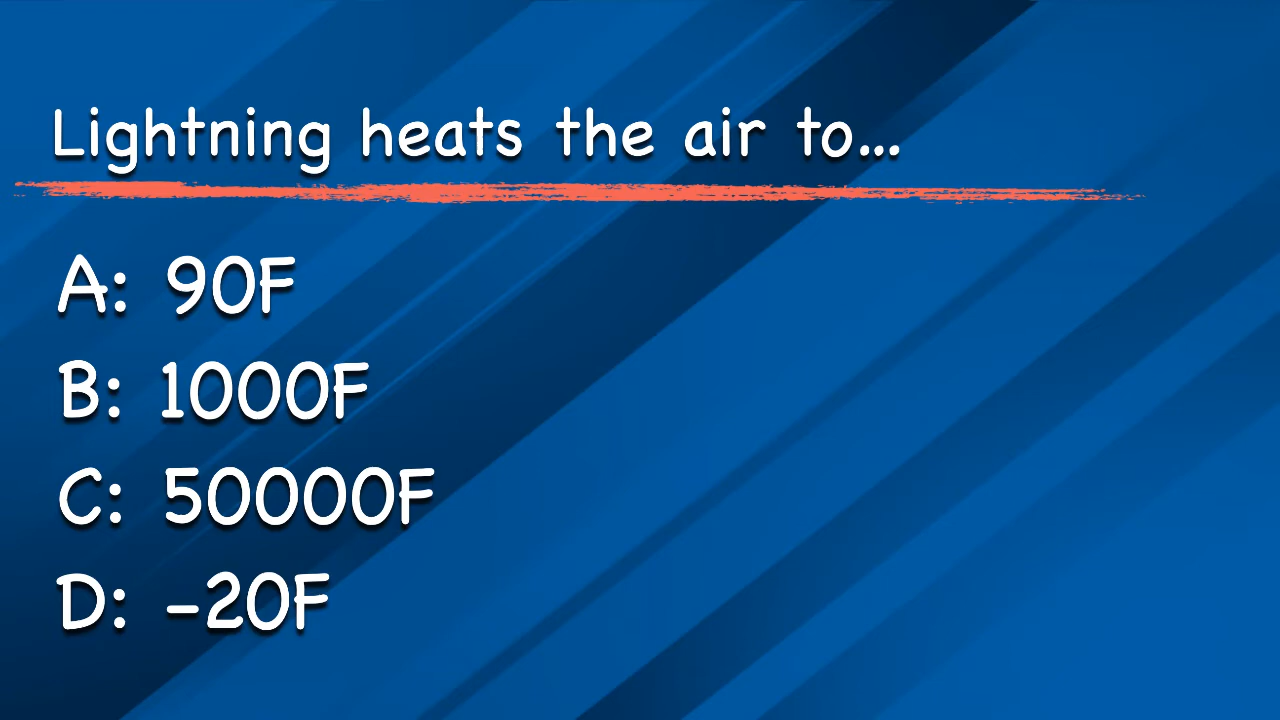 Lightning heats the air to...
A: 90F
B: 1000F
C: 50000F
D: -20F